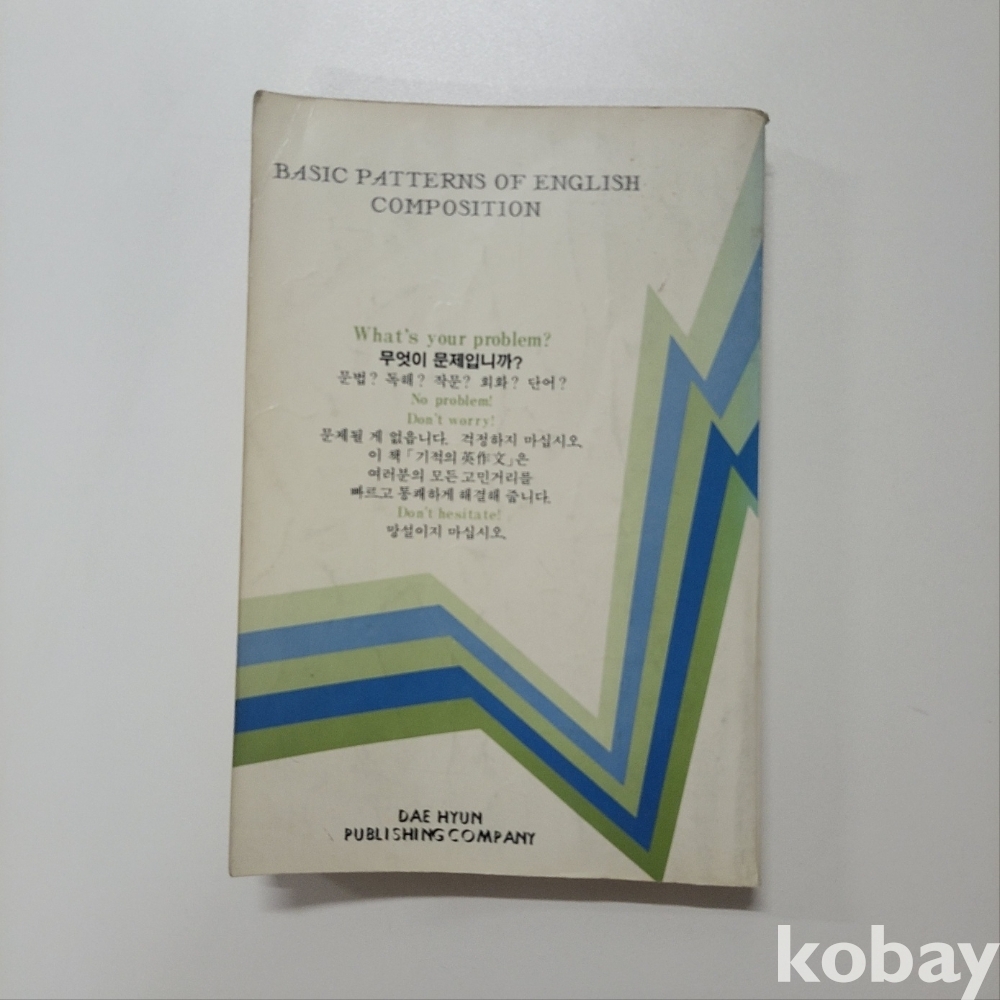 BASIC PATTERNS OF ENGLISH
COMPOSITION
What's your problem?
무엇이 문제입니까?
문법? 독해? 작문? 회화? 단어?
No problem!
Don't worry!
문제될 게 없읍니다. 걱정하지 마십시오.
이 책「기적의 英作文」은
여러분의 모든 고민거리를
빠르고 통쾌하게 해결해 줍니다.
Don't hesitate!
망설이지 마십시오.
DAE HYUN
PUBLISHING COMPANY
kobay